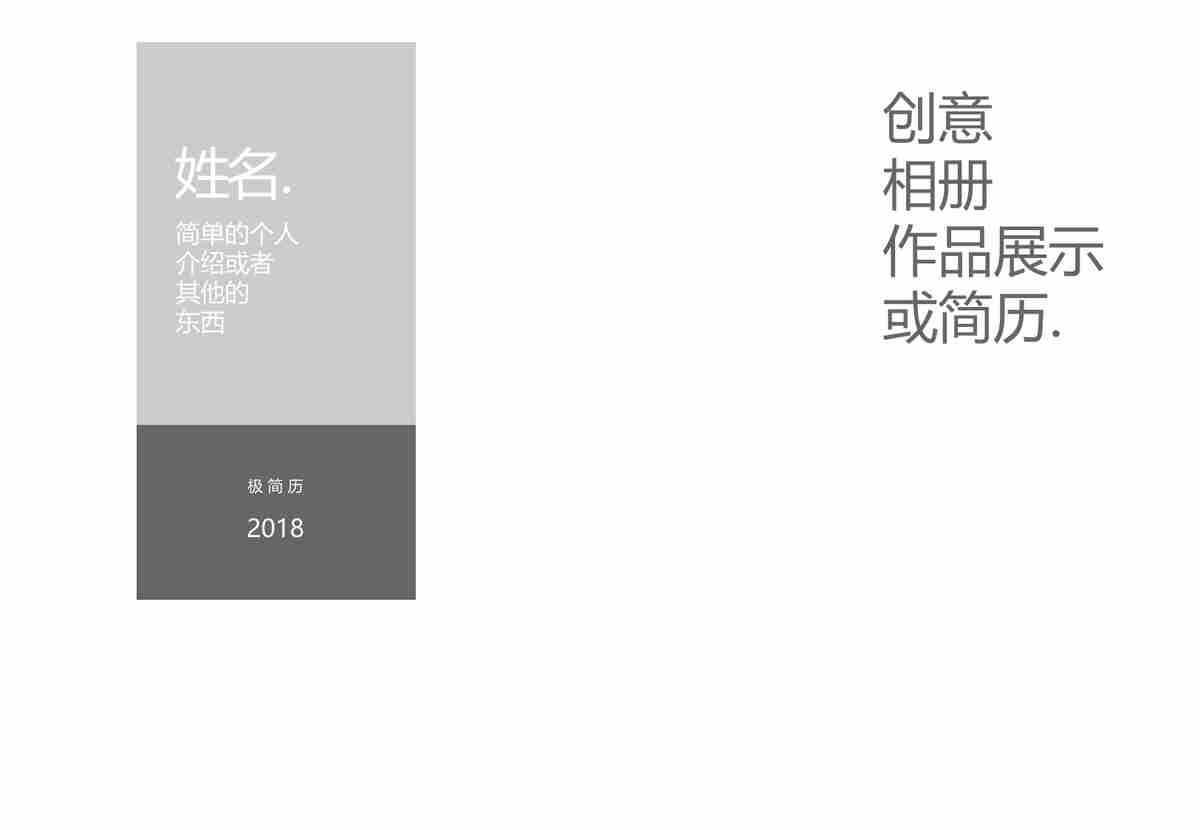 姓名.
简单的个人
介绍或者
其他的
东西
极简历
2018
创意
相册
作品展示
或简历.